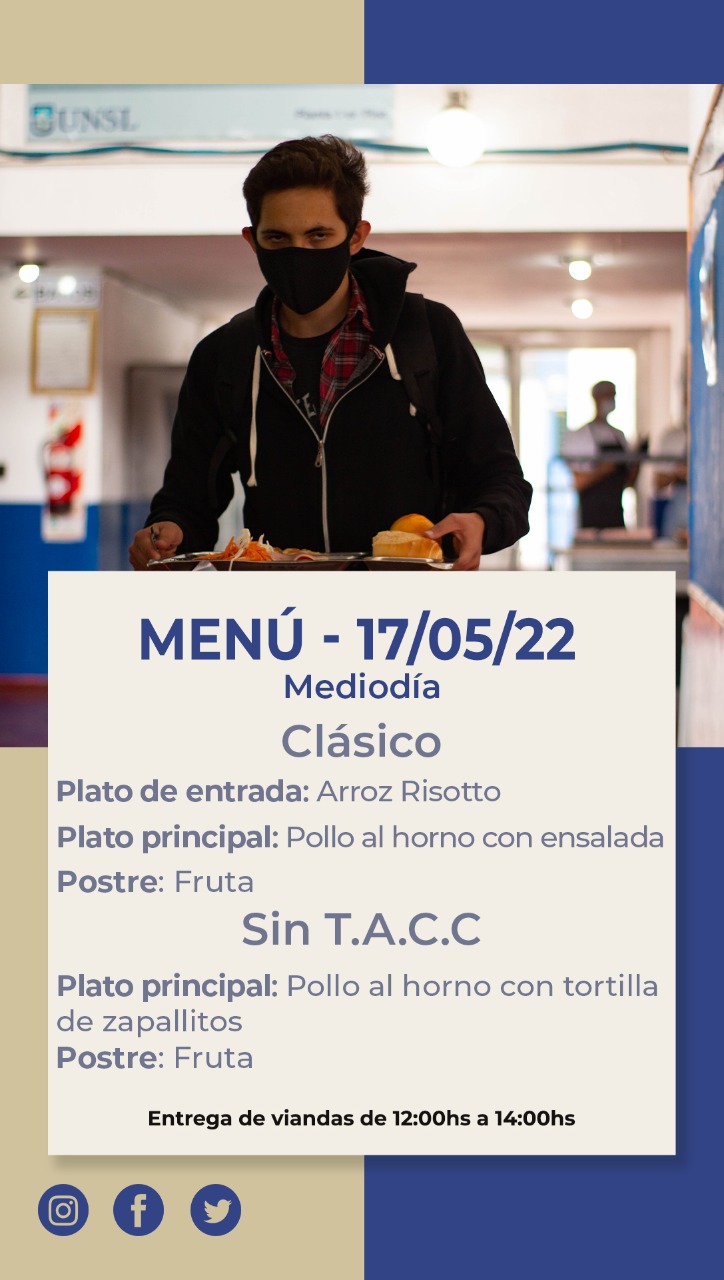 UNSL
MENÚ - 17/05/22
Mediodía
Clásico
Plato de entrada: Arroz Risotto
Plato principal: Pollo al horno con ensalada
Postre: Fruta
Sin T.A.C.C
Plato principal: Pollo al horno con tortilla
de zapallitos
Postre: Fruta
Entrega de viandas de 12:00hs a 14:00hs